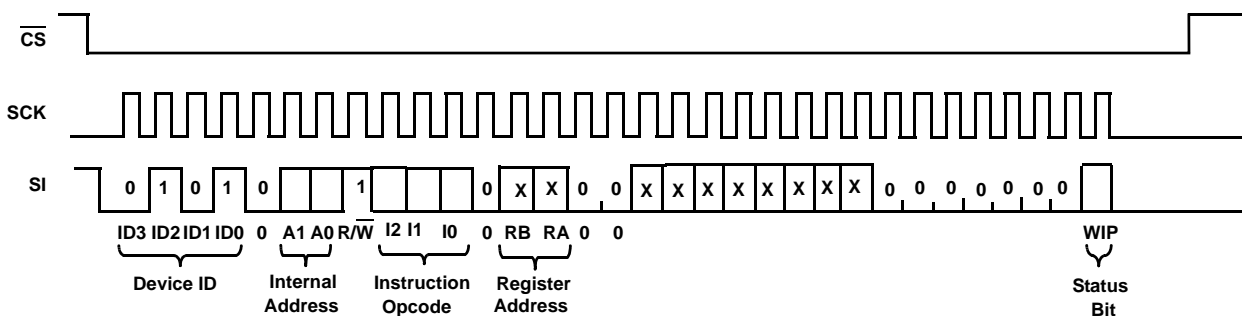 CS
SCK
SI 0 1 0 1 0 1 0 X X 0 0 X X X X X X X X 0 0 0 0 0 0 0
ID3 ID2 ID1 ID0 0 A1 A0 R/W I2 I1 I0 0 RB RA 0 0 WIP
Device ID Internal Address Instruction Opcode Register Address Status Bit